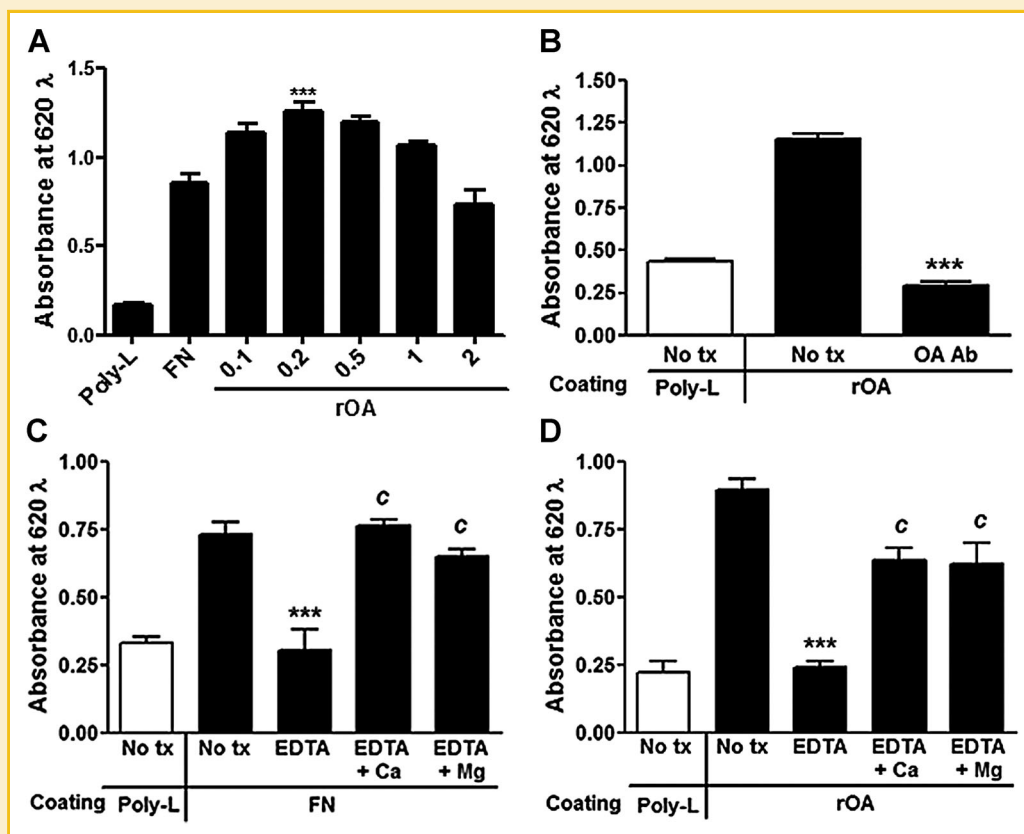 A
Absorbance at 620 λ
1.5
1.0
0.5
0.0
***
Poly-L
FN
0.1
0.2
0.5
1
2
rOA
B
Absorbance at 620 λ
1.50
1.25
1.00
0.75
0.50
0.25
0.00
***
No tx
No tx
OA Ab
Coating
Poly-L
rOA
C
Absorbance at 620 λ
1.00
0.75
0.50
0.25
0.00
***
c
c
No tx
No tx
EDTA
EDTA
+ Ca
EDTA
+ Mg
Coating
Poly-L
FN
D
Absorbance at 620 λ
1.00
0.75
0.50
0.25
0.00
***
c
c
No tx
No tx
EDTA
EDTA
+ Ca
EDTA
+ Mg
Coating
Poly-L
rOA